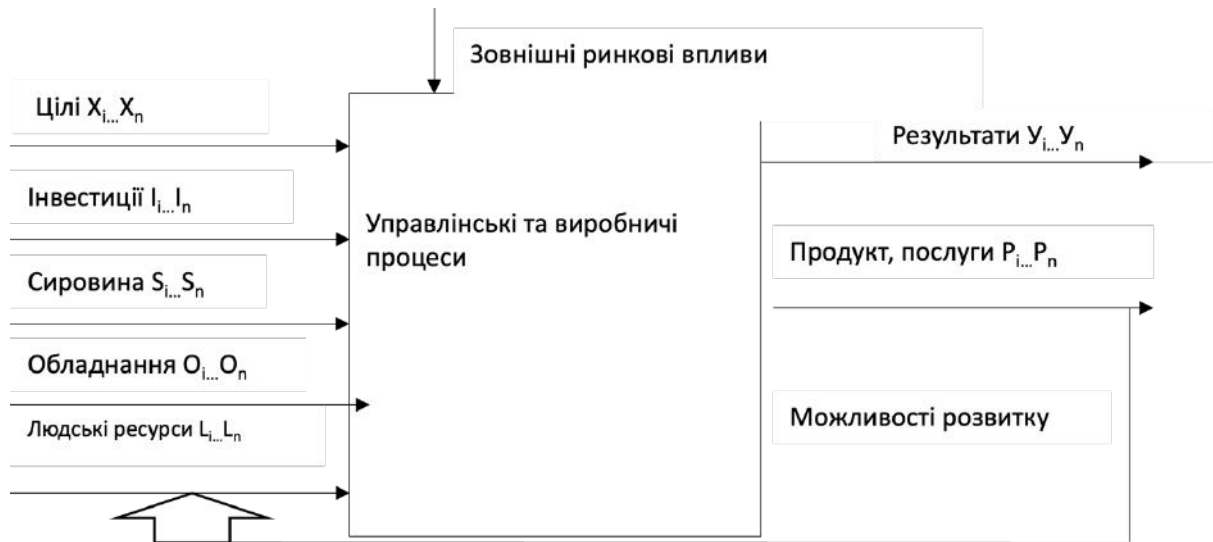 Зовнішні ринкові впливи
Цілі Xi...Xn
Результати Уi...Уn
Інвестиції Ii...In
Управлінські та виробничі
процеси
Продукт, послуги Pi...Pn
Сировина Si...Sn
Обладнання Oi...On
Можливості розвитку
Людські ресурси Li...Ln